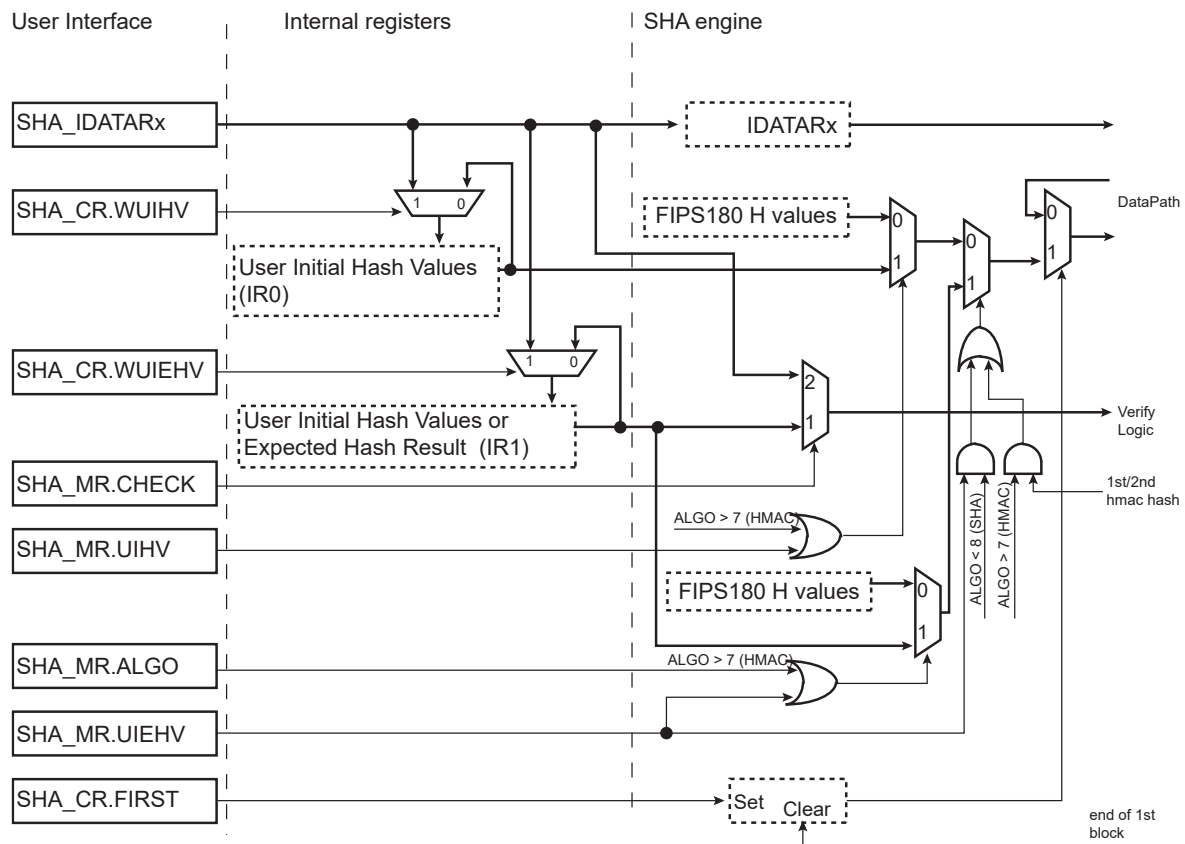 User Interface
Internal registers
SHA engine
SHA_IDATARx
IDATARx
SHA_CR.WUIHV
1 0
FIPS180 H values
0
1
0
1
0
1
DataPath
User Initial Hash Values
(IR0)
SHA_CR.WUIEHV
1 0
2
1
Verify
Logic
User Initial Hash Values or
Expected Hash Result (IR1)
SHA_MR.CHECK
1st/2nd
hmac hash
ALGO > 7 (HMAC)
SHA_MR.UIHV
ALGO < 8 (SHA)
ALGO > 7 (HMAC)
FIPS180 H values
0
1
SHA_MR.ALGO
ALGO > 7 (HMAC)
SHA_MR.UIEHV
SHA_CR.FIRST
Set Clear
end of 1st
block